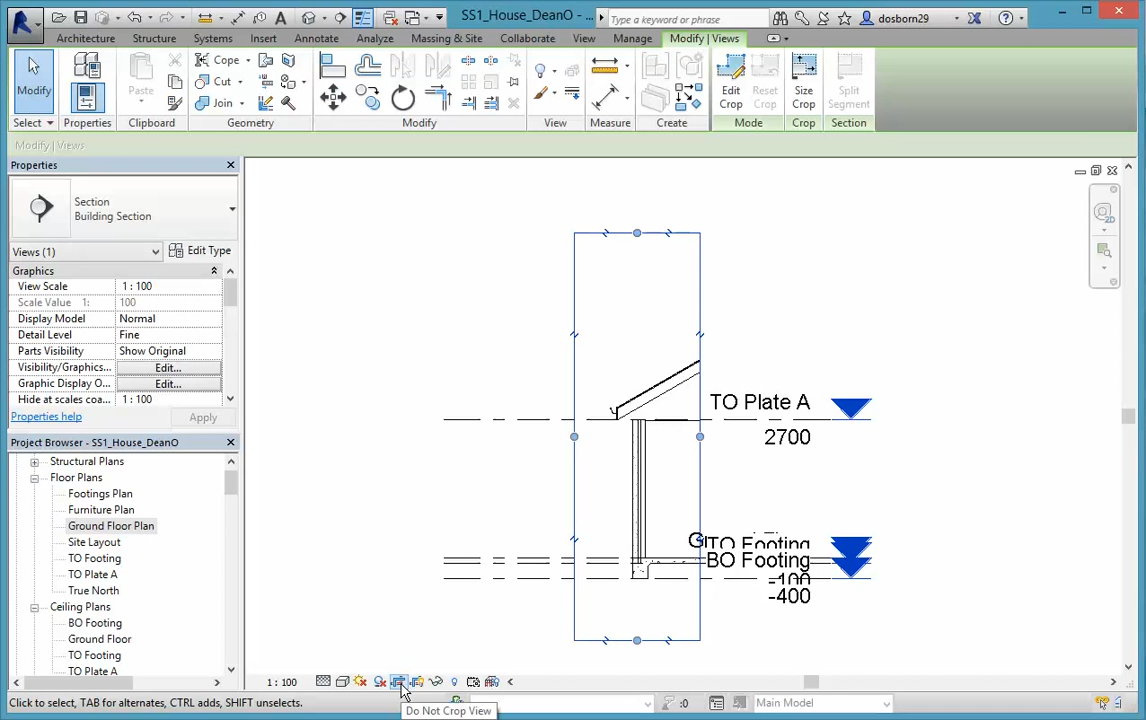 SS1_House_DeanO -
Type a keyword or phrase
dosborn29
Architecture Structure Systems Insert Annotate Analyze Massing & Site Collaborate View Manage Modify | Views
Modify
Paste
Cope
Cut
Join
Edit Crop
Reset Crop
Size Crop
Split Segment
Select Properties Clipboard Geometry Modify View Measure Create Mode Crop Section
Modify | Views
Properties
Section
Building Section
Views (1)
Edit Type
Graphics
View Scale 1 : 100
Scale Value 1: 100
Display Model Normal
Detail Level Fine
Parts Visibility Show Original
Visibility/Graphics... Edit...
Graphic Display O... Edit...
Hide at scales coa... 1 : 100
Properties help
Apply
Project Browser - SS1_House_DeanO
Structural Plans
Floor Plans
Footings Plan
Furniture Plan
Ground Floor Plan
Site Layout
TO Footing
TO Plate A
True North
Ceiling Plans
BO Footing
Ground Floor
TO Footing
TO Plate A
TO Plate A
2700
TO Footing
BO Footing
-100
-400
1 : 100
Click to select, TAB for alternates, CTRL adds, SHIFT unselects.
:0
Main Model
Do Not Crop View